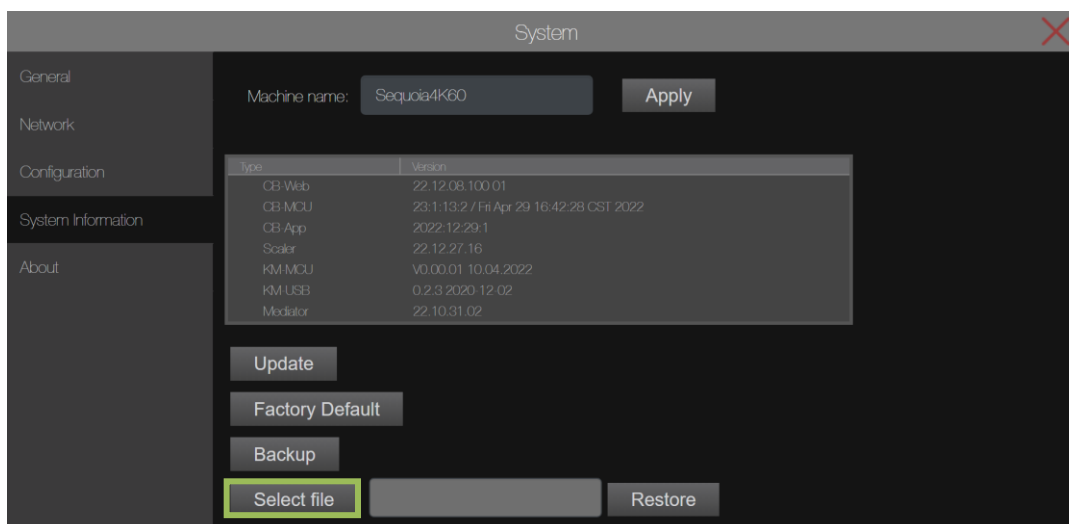 System
General
Network
Configuration
System Information
About
Machine name: Sequoia4K60 Apply
Type Version
CB-Web 22.12.08.100 01
CB-MCU 23:1:13:2 / Fri Apr 29 16:42:28 CST 2022
CB-App 2022:12:29:1
Scaler 22.12.27.16
KM-MCU V0.00.01 10.04.2022
KM-USB 0.2.3 2020-12-02
Mediator 22.10.31.02
Update
Factory Default
Backup
Select file Restore